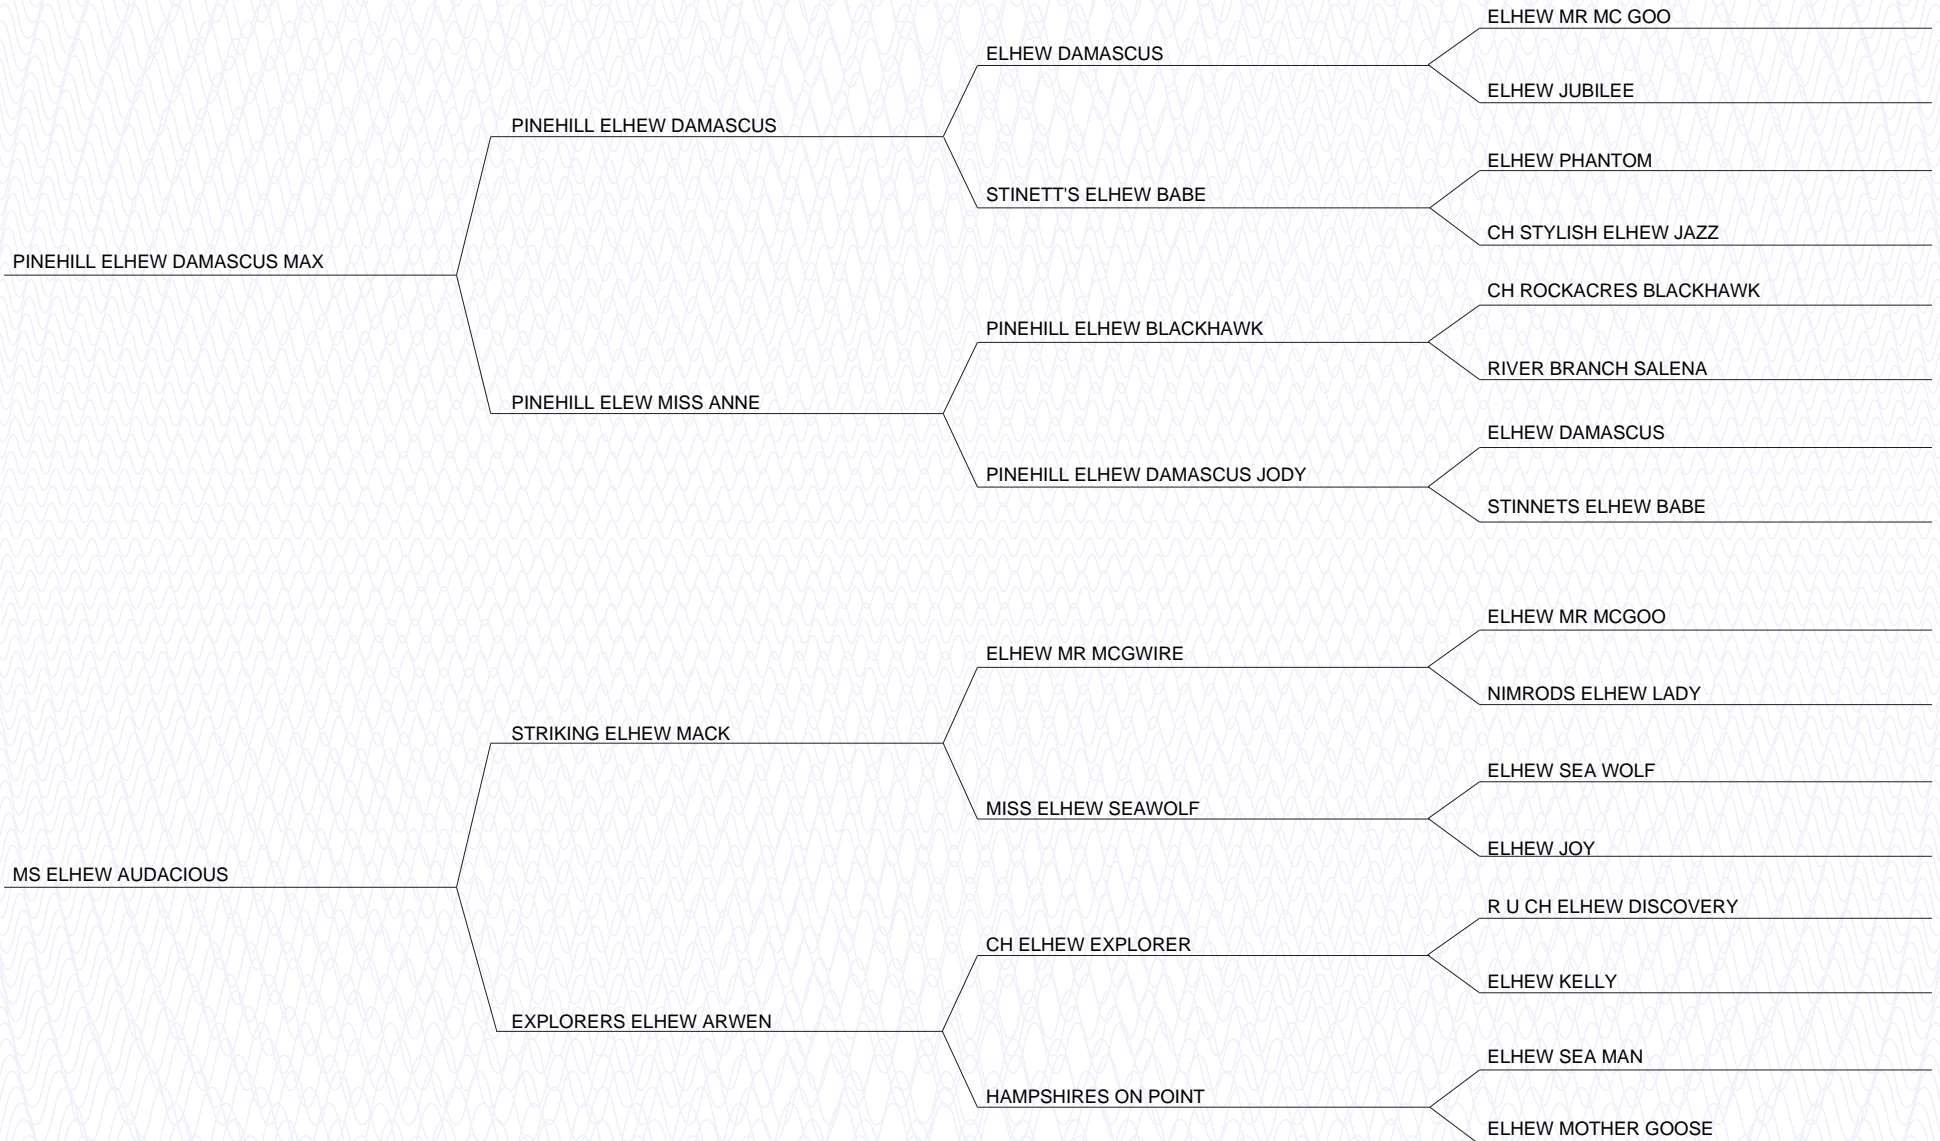 ELHEW MR MC GOO
ELHEW DAMASCUS
ELHEW JUBILEE
PINEHILL ELHEW DAMASCUS
ELHEW PHANTOM
STINETT'S ELHEW BABE
CH STYLISH ELHEW JAZZ
PINEHILL ELHEW DAMASCUS MAX
CH ROCKACRES BLACKHAWK
PINEHILL ELHEW BLACKHAWK
RIVER BRANCH SALENA
PINEHILL ELEW MISS ANNE
ELHEW DAMASCUS
PINEHILL ELHEW DAMASCUS JODY
STINNETS ELHEW BABE
ELHEW MR MCGOO
ELHEW MR MCGWIRE
NIMRODS ELHEW LADY
STRIKING ELHEW MACK
ELHEW SEA WOLF
MISS ELHEW SEAWOLF
ELHEW JOY
MS ELHEW AUDACIOUS
R U CH ELHEW DISCOVERY
CH ELHEW EXPLORER
ELHEW KELLY
EXPLORERS ELHEW ARWEN
ELHEW SEA MAN
HAMPSHIRES ON POINT
ELHEW MOTHER GOOSE